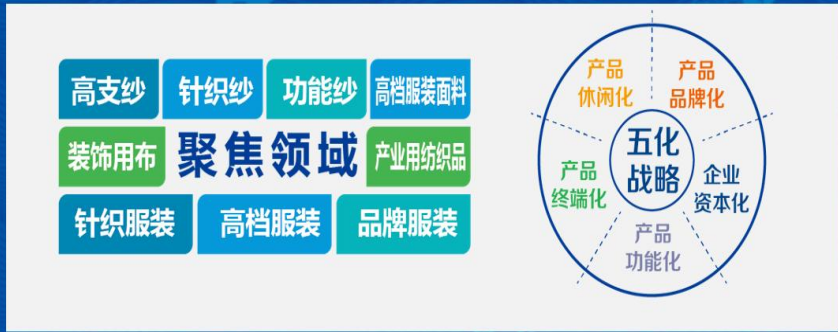 高支纱
针织纱
功能纱
高档服装面料
装饰用布
聚焦领域
产业用纺织品
针织服装
高档服装
品牌服装
产品
休闲化
产品
品牌化
五化
战略
产品
终端化
企业
资本化
产品
功能化